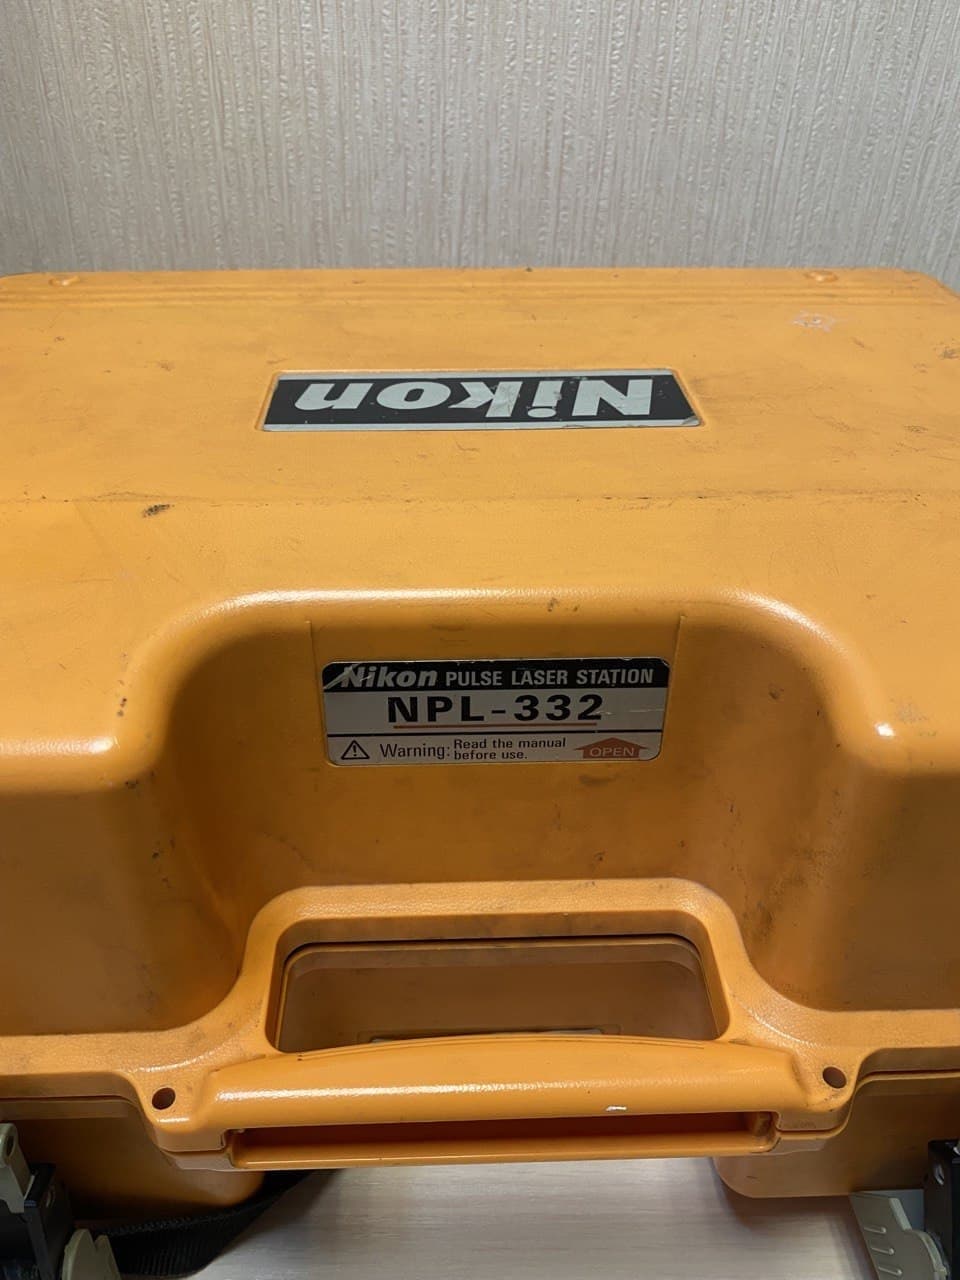 Nikon
Nikon PULSE LASER STATION
NPL-332
Warning: Read the manual
before use.
OPEN